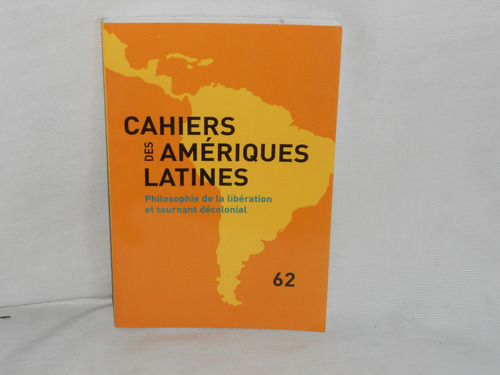 CAHIERS
DES AMÉRIQUES
LATINES
Philosophie de la libération
et tournant décolonial
62